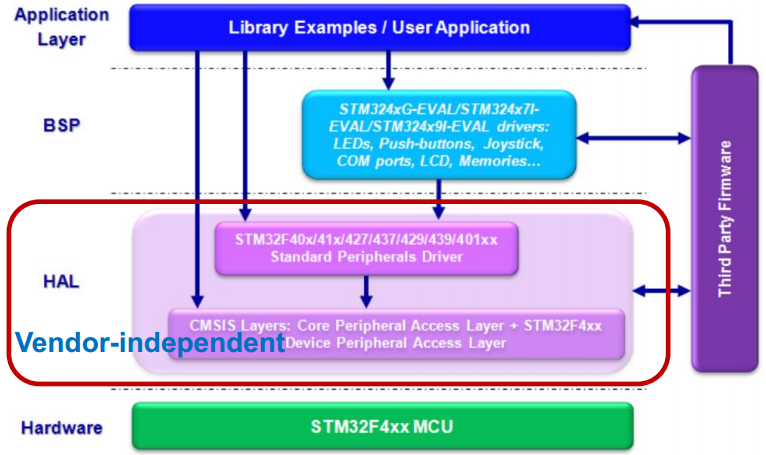 Application
Layer
Library Examples / User Application
BSP
STM324xG-EVAL/STM324x7I-
EVAL/STM324x9I-EVAL drivers:
LEDs, Push-buttons, Joystick,
COM ports, LCD, Memories...
Third Party Firmware
HAL
STM32F40x/41x/427/437/429/439/401xx
Standard Peripherals Driver
CMSIS Layers: Core Peripheral Access Layer + STM32F4xx
Device Peripheral Access Layer
Vendor-independent
Hardware
STM32F4xx MCU